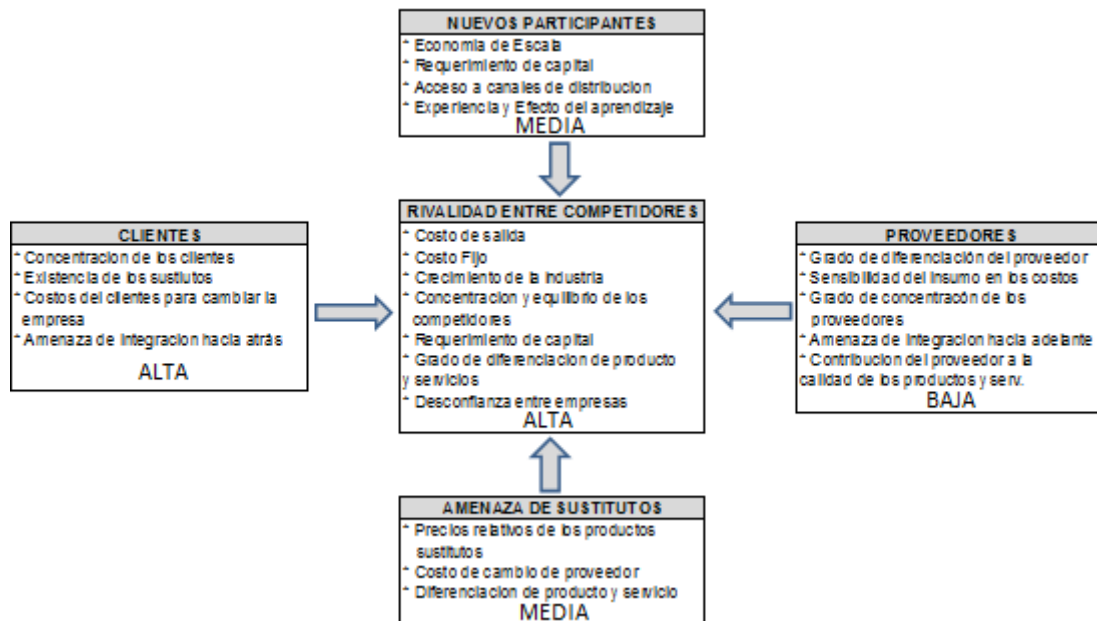 NUEVOS PARTICIPANTES
* Economia de Escala
* Requerimiento de capital
* Acceso a canales de distribucion
* Experiencia y Efecto del aprendizaje
MEDIA
CLIENTES
* Concentracion de los clientes
* Existencia de los sustiutos
* Costos del clientes para cambiar la
empresa
* Amenaza de integracion hacia atrás
ALTA
RIVALIDAD ENTRE COMPETIDORES
* Costo de salida
* Costo Fijo
* Crecimiento de la industria
* Concentracion y equilibrio de los
competidores
* Requerimiento de capital
* Grado de diferenciacion de producto
y servicios
* Desconfianza entre empresas
ALTA
PROVEEDORES
* Grado de diferenciación del proveedor
* Sensibilidad del insumo en los costos
* Grado de concentracón de los
proveedores
* Amenaza de integracion hacia adelante
* Contribucion del proveedor a la
calidad de los productos y serv.
BAJA
AMENAZA DE SUSTITUTOS
* Precios relativos de los productos
sustitutos
* Costo de cambio de proveedor
* Diferenciacion de producto y servicio
MEDIA